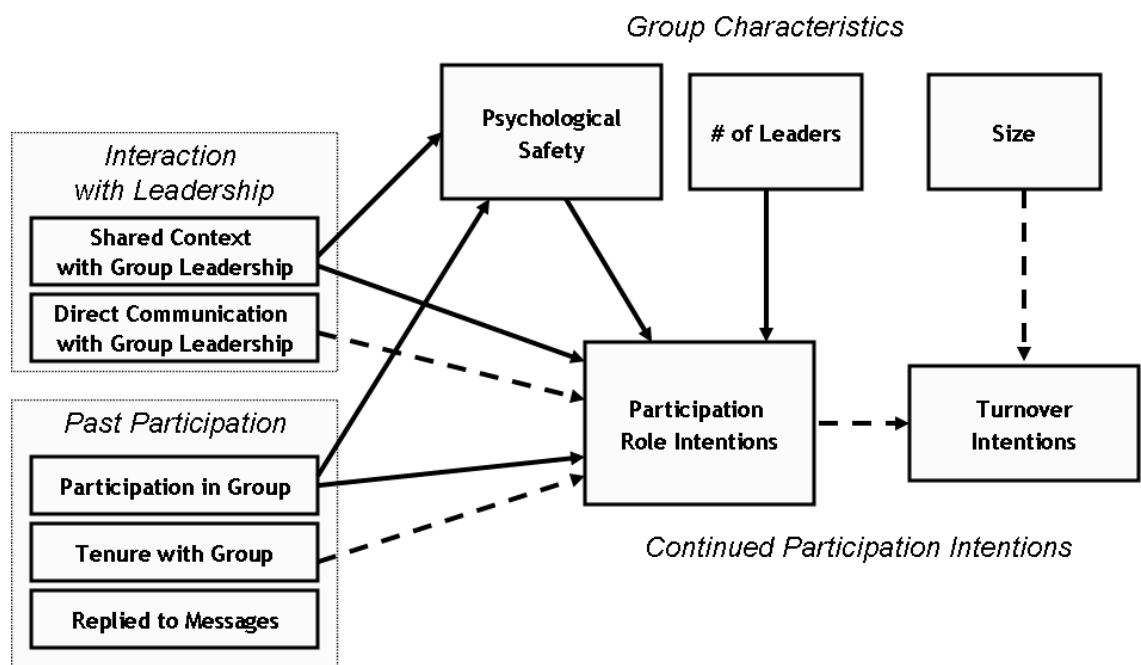 Group Characteristics
Psychological
Safety
# of Leaders
Size
Interaction
with Leadership
Shared Context
with Group Leadership
Direct Communication
with Group Leadership
Past Participation
Participation in Group
Tenure with Group
Replied to Messages
Participation
Role Intentions
Turnover
Intentions
Continued Participation Intentions